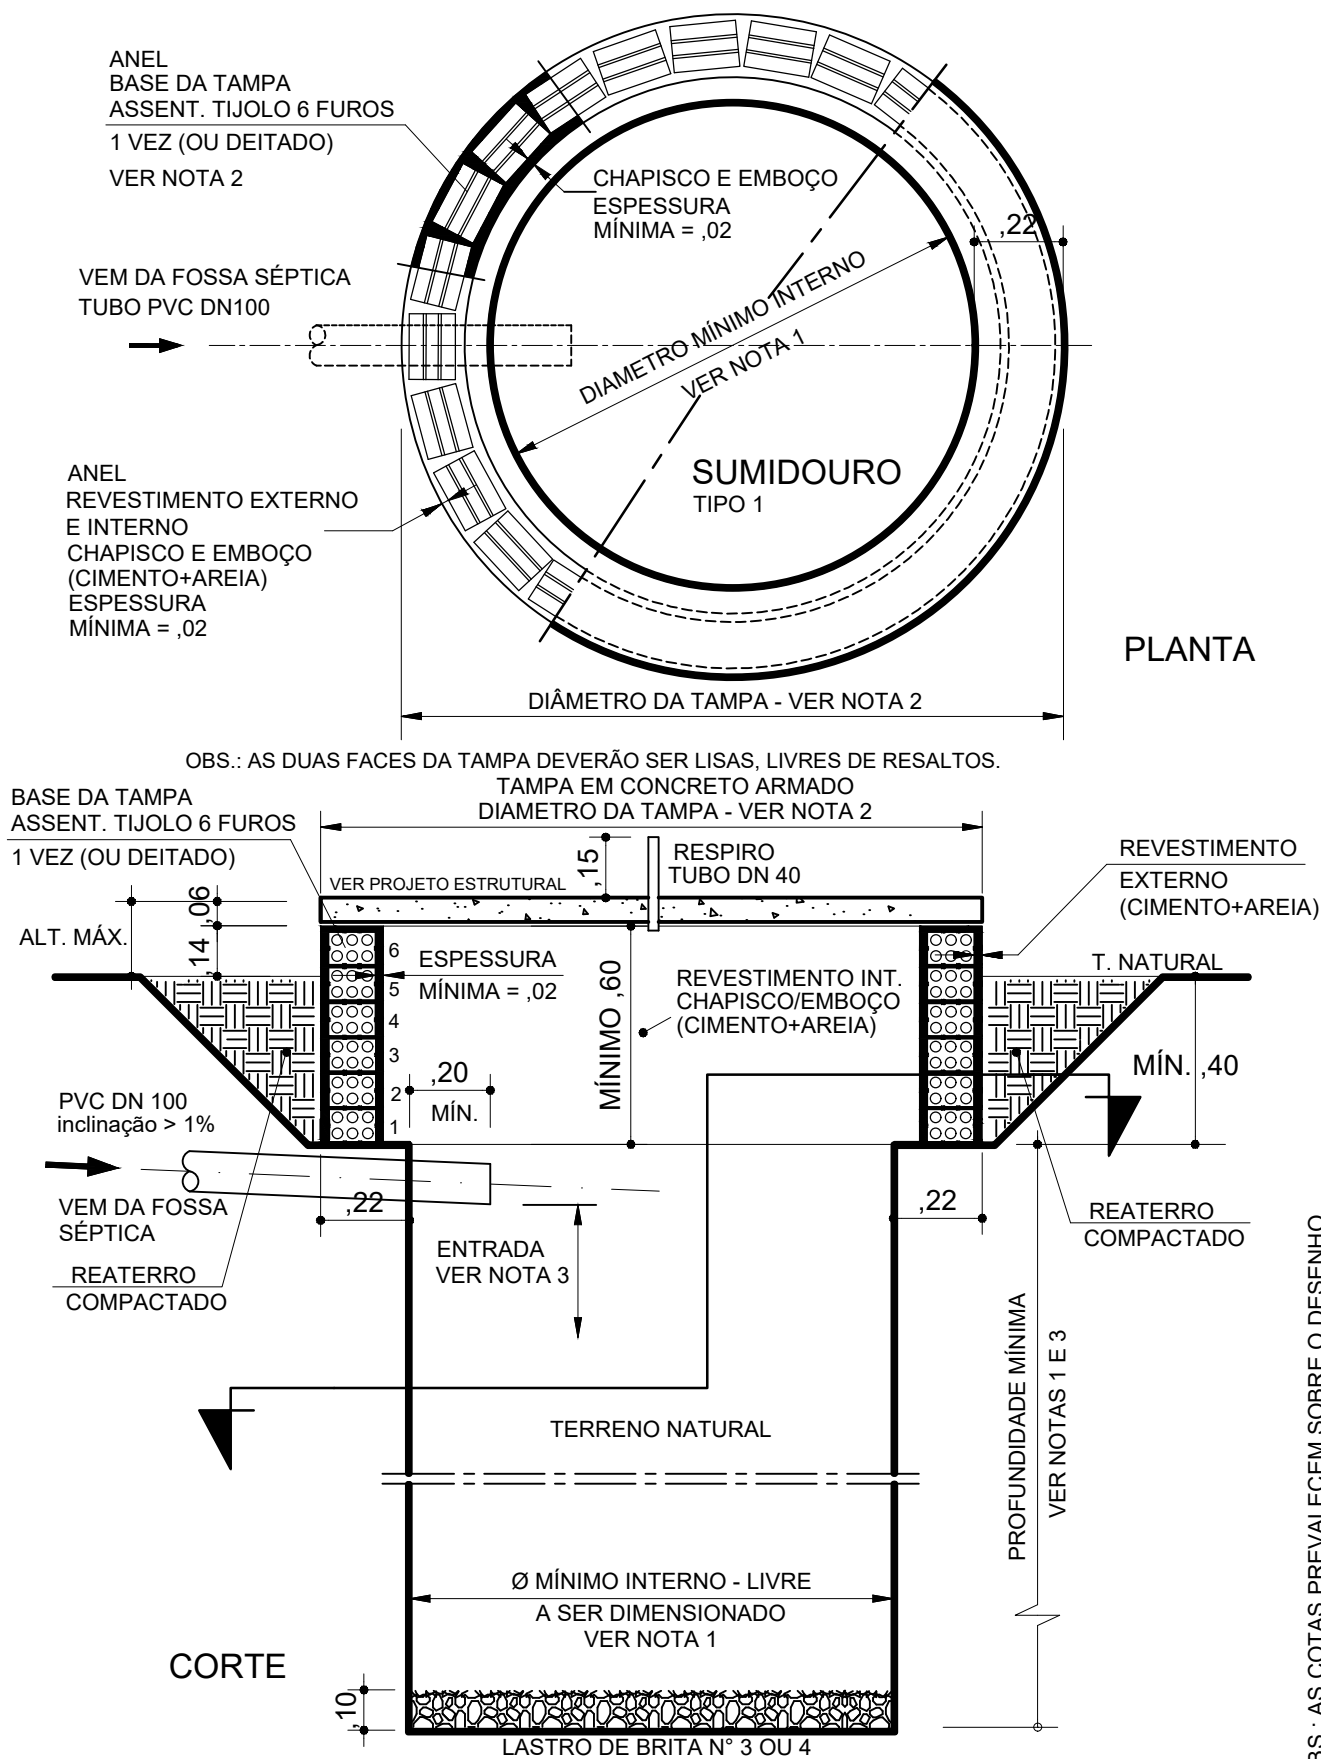 ANEL
BASE DA TAMPA
ASSENT. TIJOLO 6 FUROS
1 VEZ (OU DEITADO)
VER NOTA 2
CHAPISCO E EMBOÇO
ESPESSURA
MÍNIMA = ,02
,22
VEM DA FOSSA SÉPTICA
TUBO PVC DN100
DIAMETRO MÍNIMO INTERNO
VER NOTA 1
SUMIDOURO
TIPO 1
ANEL
REVESTIMENTO EXTERNO
E INTERNO
CHAPISCO E EMBOÇO
(CIMENTO+AREIA)
ESPESSURA
MÍNIMA = ,02
PLANTA
DIÂMETRO DA TAMPA - VER NOTA 2
OBS.: AS DUAS FACES DA TAMPA DEVERÃO SER LISAS, LIVRES DE RESALTOS.
TAMPA EM CONCRETO ARMADO
DIAMETRO DA TAMPA - VER NOTA 2
BASE DA TAMPA
ASSENT. TIJOLO 6 FUROS
1 VEZ (OU DEITADO)
,15
RESPIRO
TUBO DN 40
VER PROJETO ESTRUTURAL
REVESTIMENTO
EXTERNO
(CIMENTO+AREIA)
,06
ALT. MÁX.
,14
6
5
4
3
2
1
ESPESSURA
MÍNIMA = ,02
MÍNIMO ,60
REVESTIMENTO INT.
CHAPISCO/EMBOÇO
(CIMENTO+AREIA)
T. NATURAL
MÍN. ,40
,20
MÍN.
PVC DN 100
inclinação > 1%
VEM DA FOSSA
SÉPTICA
,22
,22
REATERRO
COMPACTADO
REATERRO
COMPACTADO
ENTRADA
VER NOTA 3
PROFUNDIDADE MÍNIMA
VER NOTAS 1 E 3
TERRENO NATURAL
Ø MÍNIMO INTERNO - LIVRE
A SER DIMENSIONADO
VER NOTA 1
CORTE
,10
LASTRO DE BRITA N° 3 OU 4
BS.: AS COTAS PREVALECEM SOBRE O DESENHO